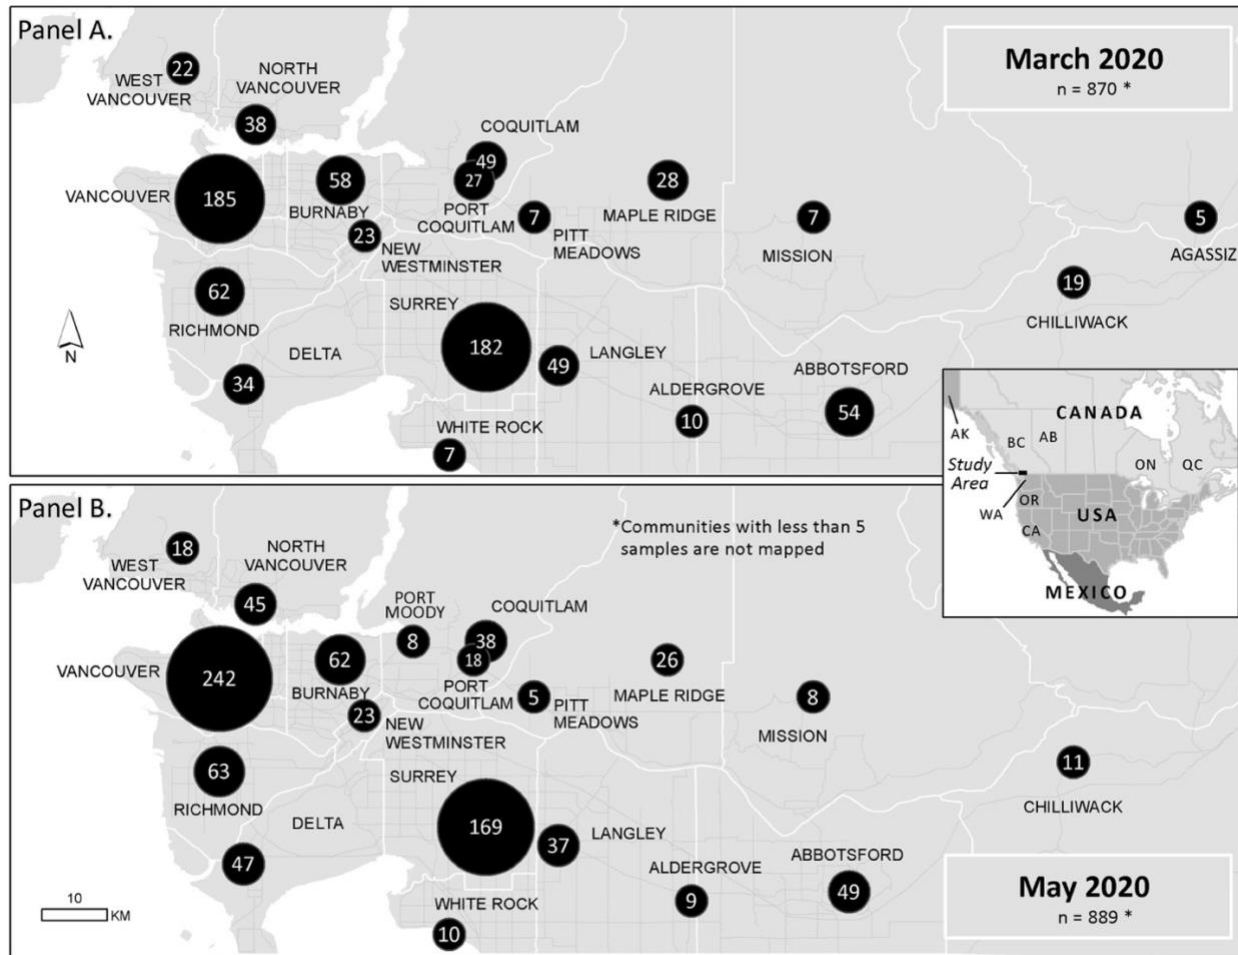 Panel A.
March 2020
n = 870 *
22
WEST
VANCOUVER
NORTH
VANCOUVER
38
COQUITLAM
49
27
PORT
COQUITLAM
VANCOUVER
185
58
BURNABY
23
NEW
WESTMINSTER
7
PITT
MEADOWS
28
MAPLE RIDGE
7
MISSION
5
AGASSIZ
19
CHILLIWACK
62
RICHMOND
SURREY
182
DELTA
34
49
LANGLEY
ALDERGROVE
10
ABBOTSFORD
54
WHITE ROCK
7
N
CANADA
AK
BC
AB
ON
QC
Study
Area
WA
OR
CA
USA
MEXICO
Panel B.
*Communities with less than 5
samples are not mapped
18
WEST
VANCOUVER
NORTH
VANCOUVER
45
PORT
MOODY
8
COQUITLAM
38
18
PORT
COQUITLAM
VANCOUVER
242
62
BURNABY
23
NEW
WESTMINSTER
5
PITT
MEADOWS
26
MAPLE RIDGE
8
MISSION
11
CHILLIWACK
63
RICHMOND
SURREY
169
DELTA
47
37
LANGLEY
ALDERGROVE
9
ABBOTSFORD
49
WHITE ROCK
10
10
KM
May 2020
n = 889 *